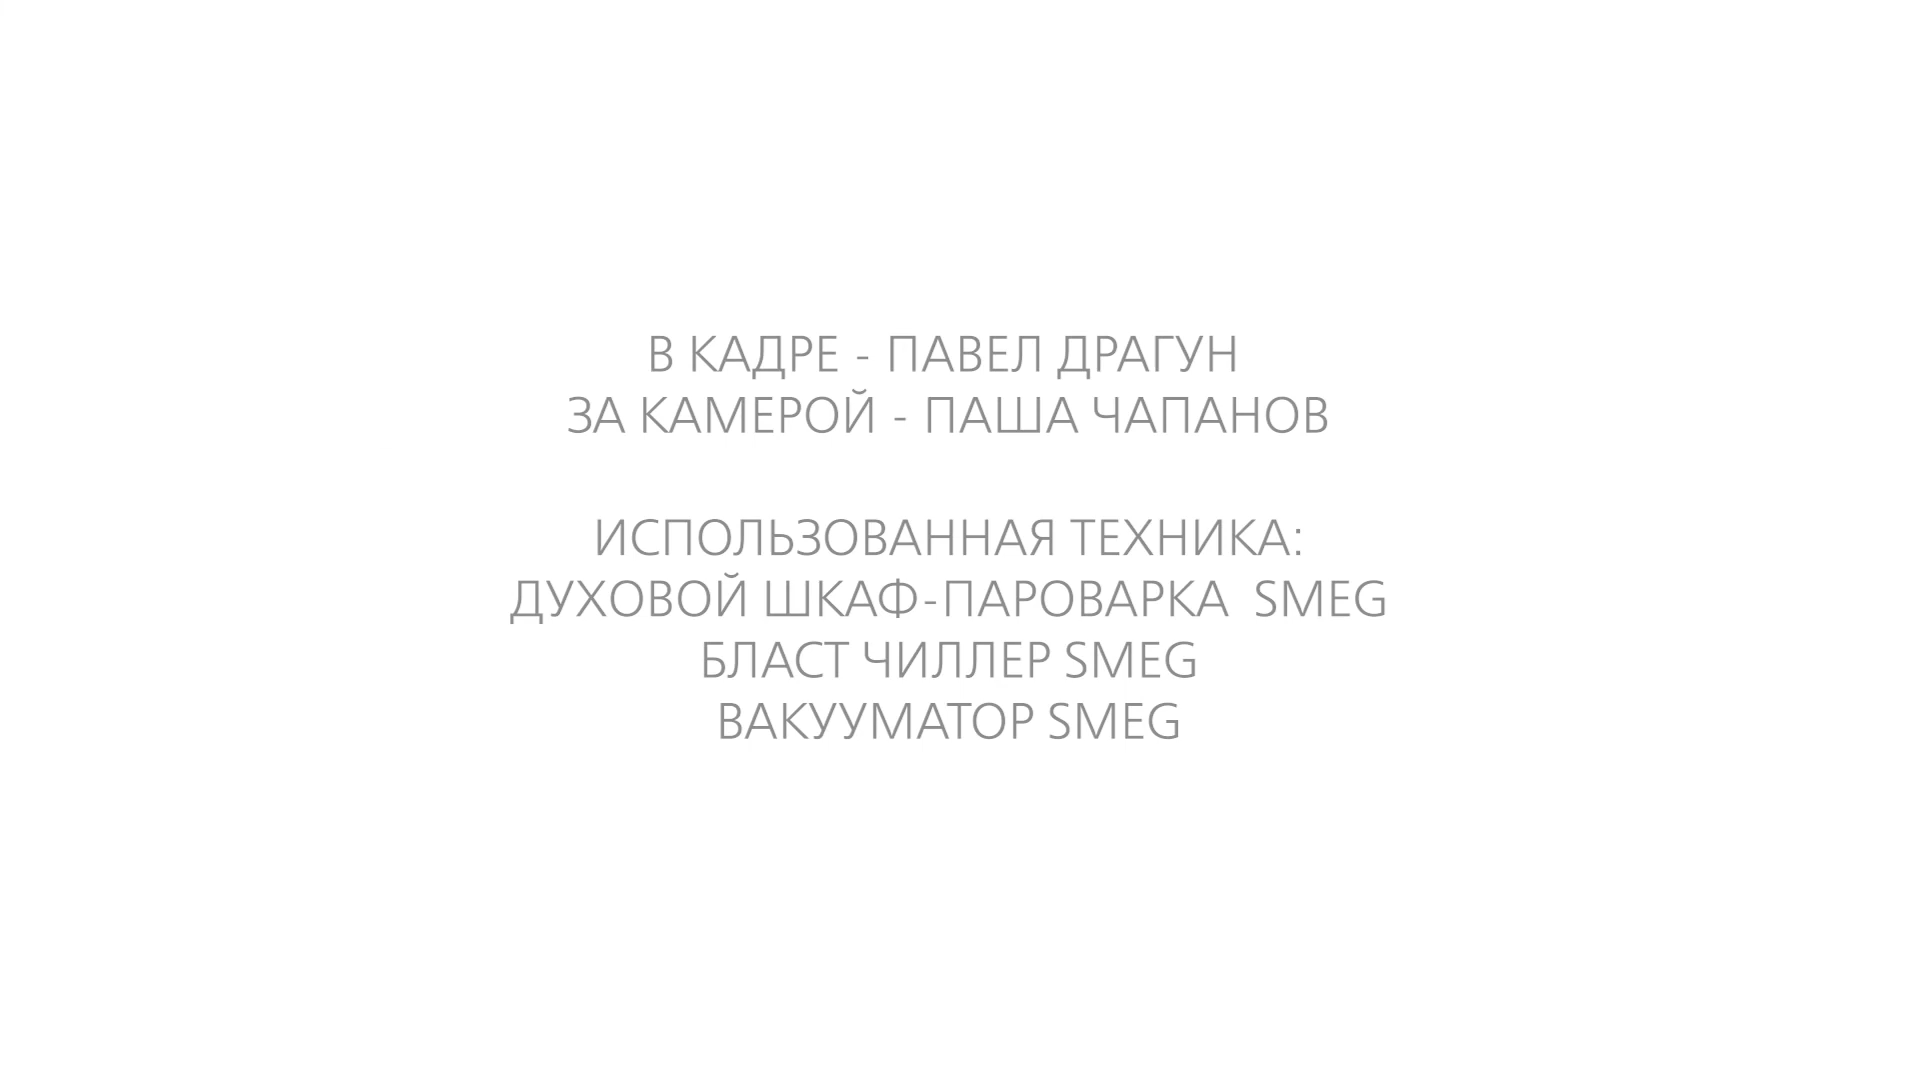 В КАДРЕ - ПАВЕЛ ДРАГУН
ЗА КАМЕРОЙ - ПАША ЧАПАНОВ
ИСПОЛЬЗОВАННАЯ ТЕХНИКА:
ДУХОВОЙ ШКАФ-ПАРОВАРКА SMEG
БЛАСТ ЧИЛЛЕР SMEG
ВАКУУМАТОР SMEG